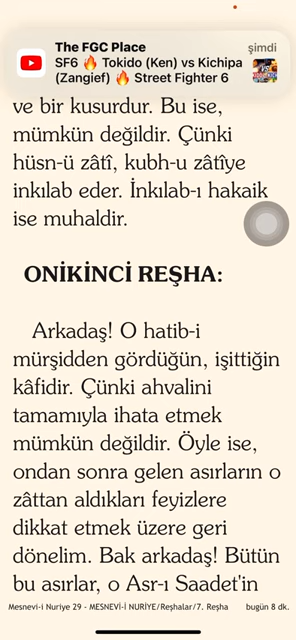 The FGC Place
şimdi
SF6 🔥 Tokido (Ken) vs Kichipa
(Zangief) 🔥 Street Fighter 6
ve bir kusurdur. Bu ise,
mümkün değildir. Çünki
hüsn-ü zâtî, kubh-u zâtîye
inkılab eder. İnkılab-ı hakaik
ise muhaldir.
ONİKİNCİ REŞHA:
Arkadaş! O hatib-i
mürşidden gördüğün, işittiğin
kâfidir. Çünki ahvalini
tamamıyla ihata etmek
mümkün değildir. Öyle ise,
ondan sonra gelen asırların o
zâttan aldıkları feyizlere
dikkat etmek üzere geri
dönelim. Bak arkadaş! Bütün
bu asırlar, o Asr-ı Saadet'in
Mesnevi-i Nuriye 29 - MESNEVİ-İ NURİYE/Reşhalar/7. Reşha
bugün 8 dk.